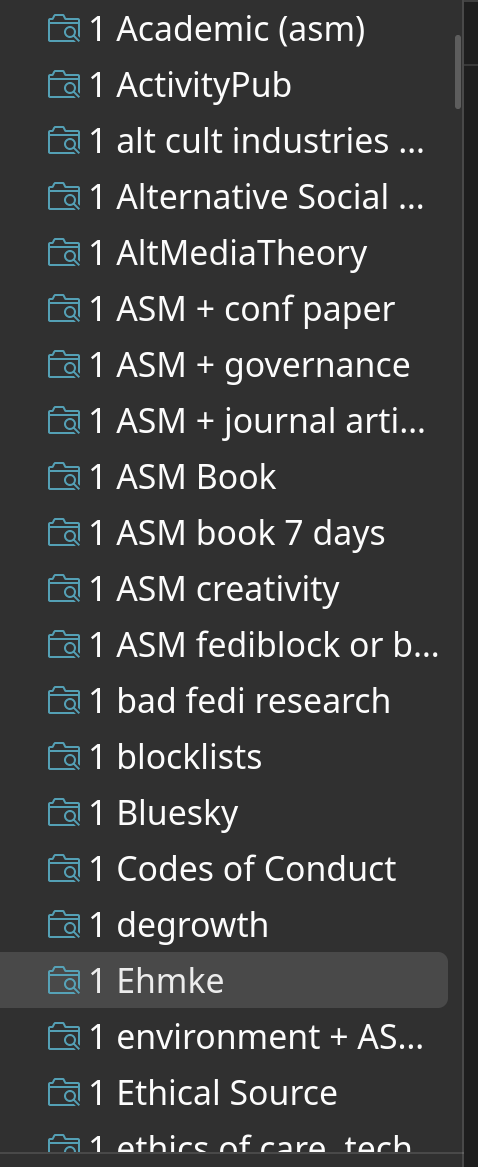 1 Academic (asm)
1 ActivityPub
1 alt cult industries ...
1 Alternative Social ...
1 AltMediaTheory
1 ASM + conf paper
1 ASM + governance
1 ASM + journal arti...
1 ASM Book
1 ASM book 7 days
1 ASM creativity
1 ASM fediblock or b...
1 bad fedi research
1 blocklists
1 Bluesky
1 Codes of Conduct
1 degrowth
1 Ehmke
1 environment + AS...
1 Ethical Source
1 ethics of care, tech